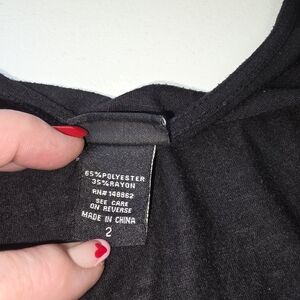 65%POLYESTER
35%RAYON
RN# 148862
SEE CARE
ON REVERSE
MADE IN CHINA
2